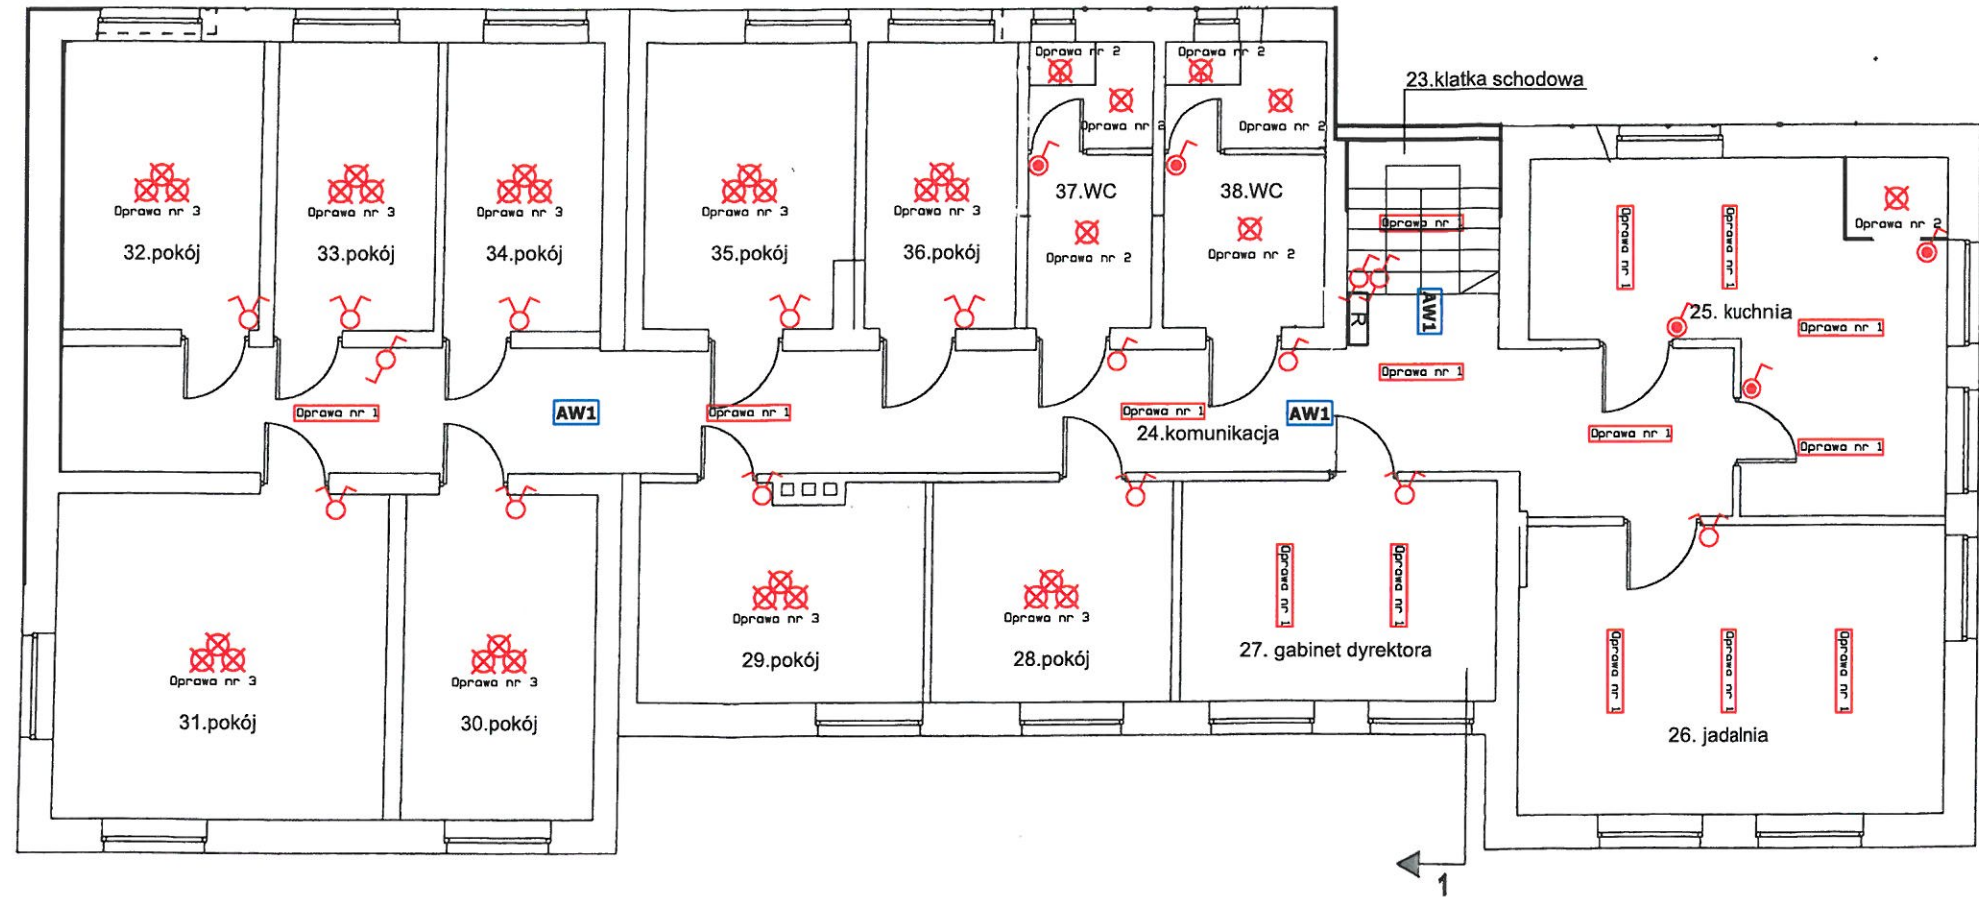 Oprawa nr 2
Oprawa nr 2
23.klatka schodowa
Oprawa nr 2
Oprawa nr 2
37.WC
38.WC
Oprawa nr 3
Oprawa nr 3
Oprawa nr 3
Oprawa nr 3
Oprawa nr 3
Oprawa nr 1
Oprawa nr 1
Oprawa nr 1
Oprawa nr 2
32.pokój
33.pokój
34.pokój
35.pokój
36.pokój
Oprawa nr 2
Oprawa nr 2
R
AW1
25. kuchnia
Oprawa nr 1
Oprawa nr 1
Oprawa nr 1
AW1
Oprawa nr 1
Oprawa nr 1
AW1
24.komunikacja
Oprawa nr 1
Oprawa nr 1
Oprawa nr 1
Oprawa nr 1
Oprawa nr 3
Oprawa nr 3
27. gabinet dyrektora
29.pokój
28.pokój
Oprawa nr 3
Oprawa nr 3
Oprawa nr 1
Oprawa nr 1
Oprawa nr 1
31.pokój
30.pokój
26. jadalnia
1